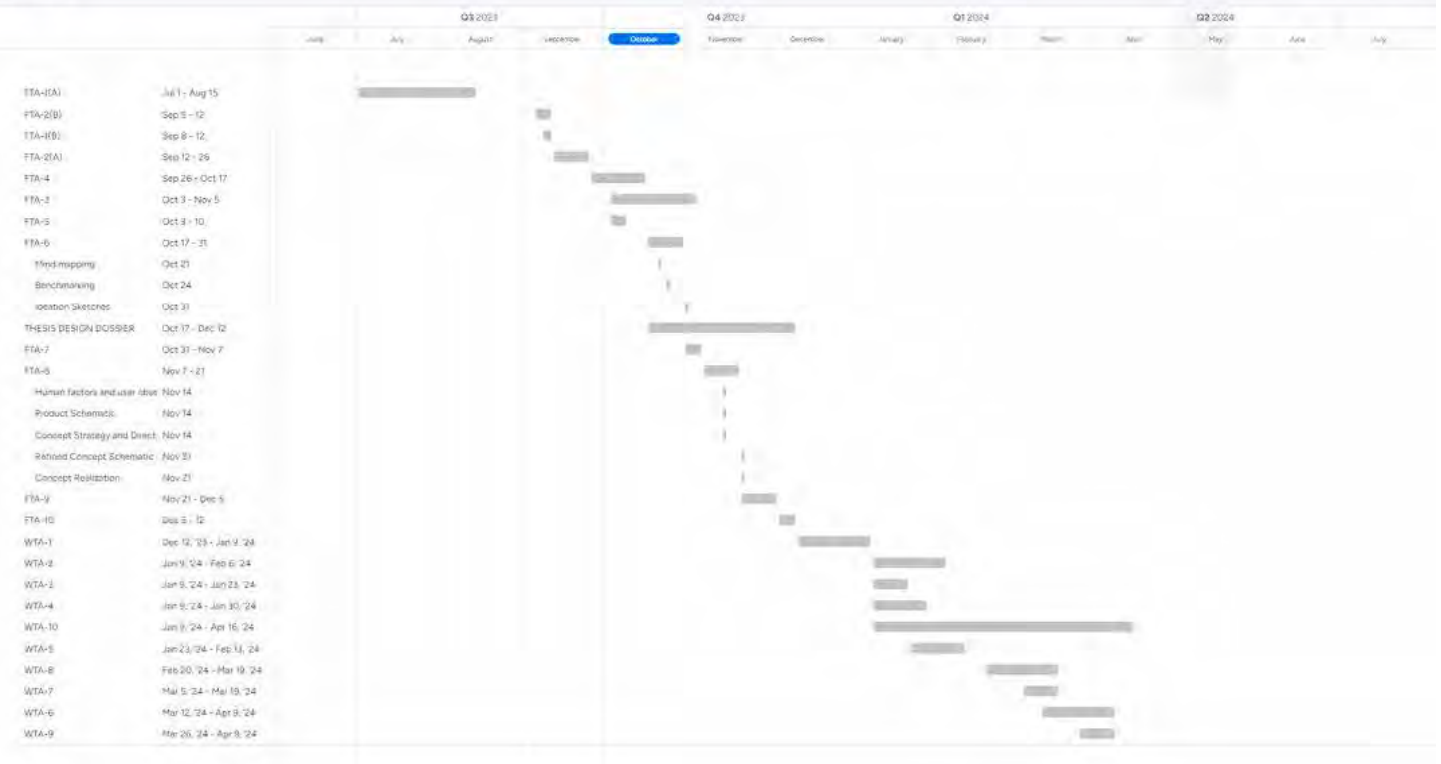 Q3 2023 Q4 2023 Q1 2024 Q2 2024
June July August September October November December January February March April May June July
FTA-1(A) Jul 1 - Aug 15
FTA-2(B) Sep 5 - 12
FTA-1(B) Sep 8 - 12
FTA-2(A) Sep 12 - 26
FTA-4 Sep 26 - Oct 17
FTA-3 Oct 3 - Nov 5
FTA-5 Oct 3 - 10
FTA-6 Oct 17 - 31
Mind mapping Oct 21
Benchmarking Oct 24
Ideation Sketches Oct 31
THESIS DESIGN DOSSIER Oct 17 - Dec 12
FTA-7 Oct 31 - Nov 7
FTA-8 Nov 7 - 21
Human factors and user obse Nov 14
Product Schematic Nov 14
Concept Strategy and Direct Nov 14
Refined Concept Schematic Nov 21
Concept Realization Nov 21
FTA-9 Nov 21 - Dec 5
FTA-10 Dec 5 - 12
WTA-1 Dec 12, '23 - Jan 9, '24
WTA-2 Jan 9, '24 - Feb 6, '24
WTA-3 Jan 9, '24 - Jan 23, '24
WTA-4 Jan 9, '24 - Jan 30, '24
WTA-10 Jan 9, '24 - Apr 16, '24
WTA-5 Jan 23, '24 - Feb 13, '24
WTA-8 Feb 20, '24 - Mar 19, '24
WTA-7 Mar 5, '24 - Mar 19, '24
WTA-6 Mar 12, '24 - Apr 9, '24
WTA-9 Mar 26, '24 - Apr 9, '24